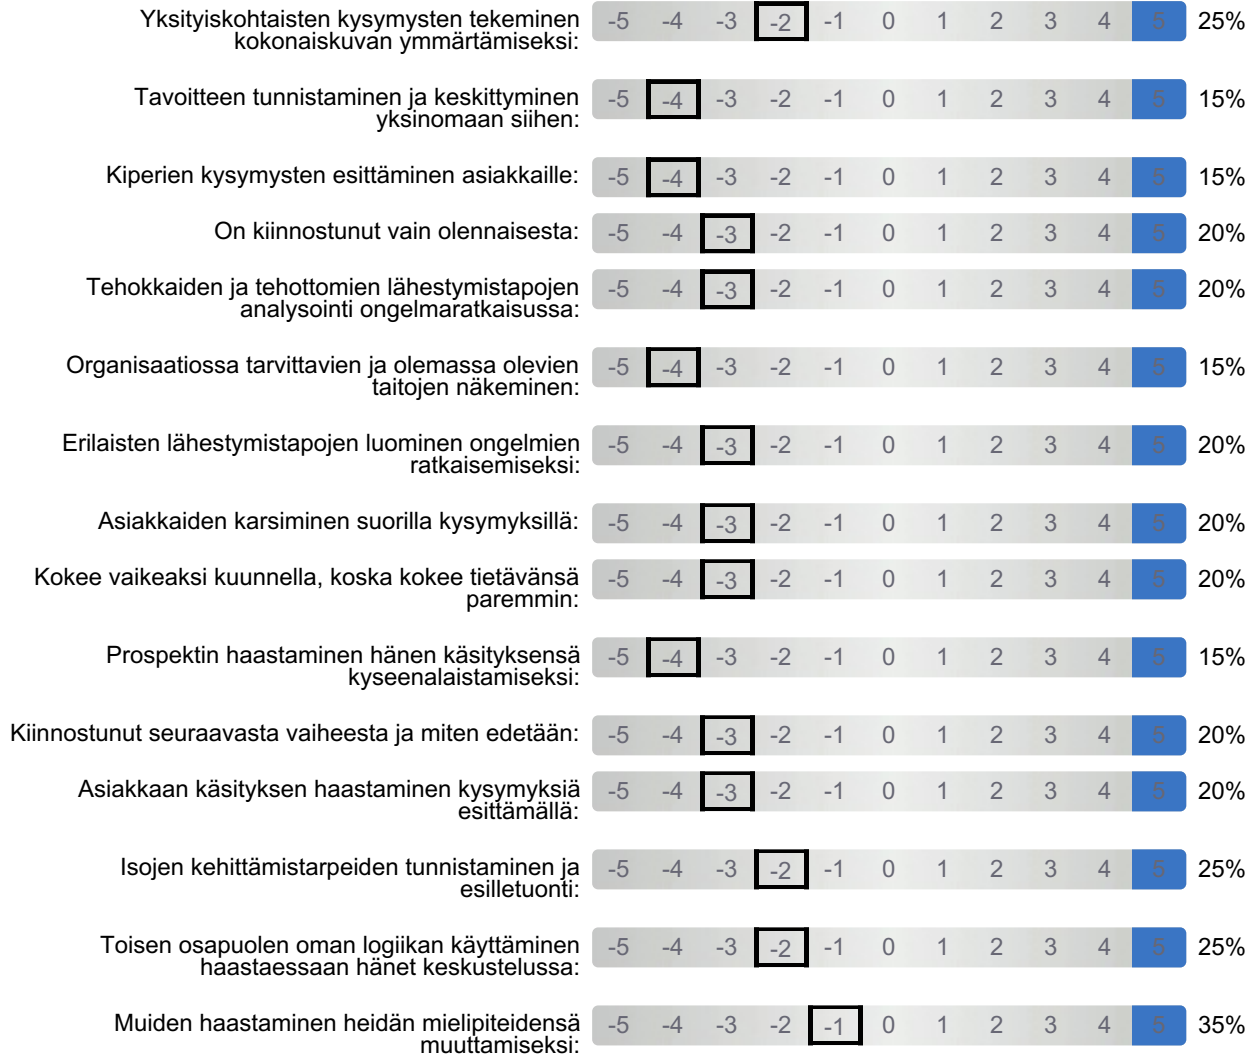 Yksityiskohtaisten kysymysten tekeminen
kokonaiskuvan ymmärtämiseksi:
-5 -4 -3 -2 -1 0 1 2 3 4 5 25%
Tavoitteen tunnistaminen ja keskittyminen
yksinomaan siihen:
-5 -4 -3 -2 -1 0 1 2 3 4 5 15%
Kiperien kysymysten esittäminen asiakkaille:
-5 -4 -3 -2 -1 0 1 2 3 4 5 15%
On kiinnostunut vain olennaisesta:
-5 -4 -3 -2 -1 0 1 2 3 4 5 20%
Tehokkaiden ja tehottomien lähestymistapojen
analysointi ongelmaratkaisussa:
-5 -4 -3 -2 -1 0 1 2 3 4 5 20%
Organisaatiossa tarvittavien ja olemassa olevien
taitojen näkeminen:
-5 -4 -3 -2 -1 0 1 2 3 4 5 15%
Erilaisten lähestymistapojen luominen ongelmien
ratkaisemiseksi:
-5 -4 -3 -2 -1 0 1 2 3 4 5 20%
Asiakkaiden karsiminen suorilla kysymyksillä:
-5 -4 -3 -2 -1 0 1 2 3 4 5 20%
Kokee vaikeaksi kuunnella, koska kokee tietävänsä
paremmin:
-5 -4 -3 -2 -1 0 1 2 3 4 5 20%
Prospektin haastaminen hänen käsityksensä
kyseenalaistamiseksi:
-5 -4 -3 -2 -1 0 1 2 3 4 5 15%
Kiinnostunut seuraavasta vaiheesta ja miten edetään:
-5 -4 -3 -2 -1 0 1 2 3 4 5 20%
Asiakkaan käsityksen haastaminen kysymyksiä
esittämällä:
-5 -4 -3 -2 -1 0 1 2 3 4 5 20%
Isojen kehittämistarpeiden tunnistaminen ja
esilletuonti:
-5 -4 -3 -2 -1 0 1 2 3 4 5 25%
Toisen osapuolen oman logiikan käyttäminen
haastaessaan hänet keskustelussa:
-5 -4 -3 -2 -1 0 1 2 3 4 5 25%
Muiden haastaminen heidän mielipiteidensä
muuttamiseksi:
-5 -4 -3 -2 -1 0 1 2 3 4 5 35%